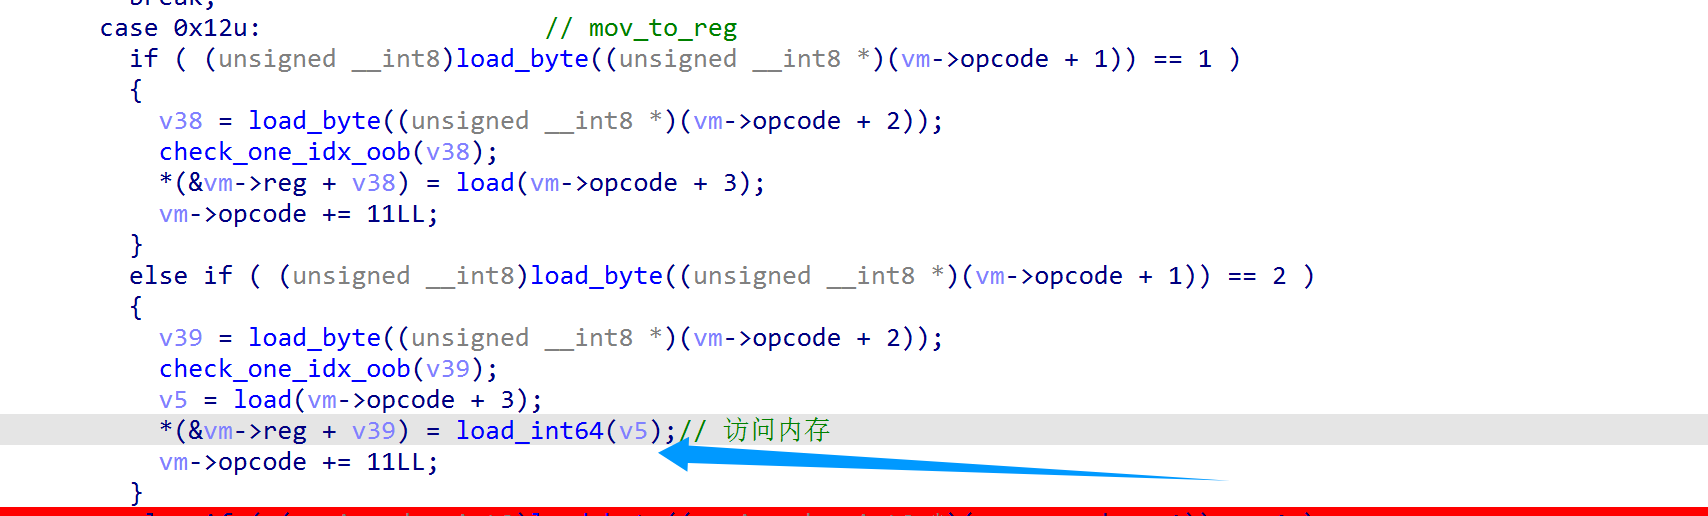 break;
case 0x12u: // mov_to_reg
if ( (unsigned __int8)load_byte((unsigned __int8 *)(vm->opcode + 1)) == 1 )
{
v38 = load_byte((unsigned __int8 *)(vm->opcode + 2));
check_one_idx_oob(v38);
*(&vm->reg + v38) = load(vm->opcode + 3);
vm->opcode += 11LL;
}
else if ( (unsigned __int8)load_byte((unsigned __int8 *)(vm->opcode + 1)) == 2 )
{
v39 = load_byte((unsigned __int8 *)(vm->opcode + 2));
check_one_idx_oob(v39);
v5 = load(vm->opcode + 3);
*(&vm->reg + v39) = load_int64(v5);// 访问内存
vm->opcode += 11LL;
}